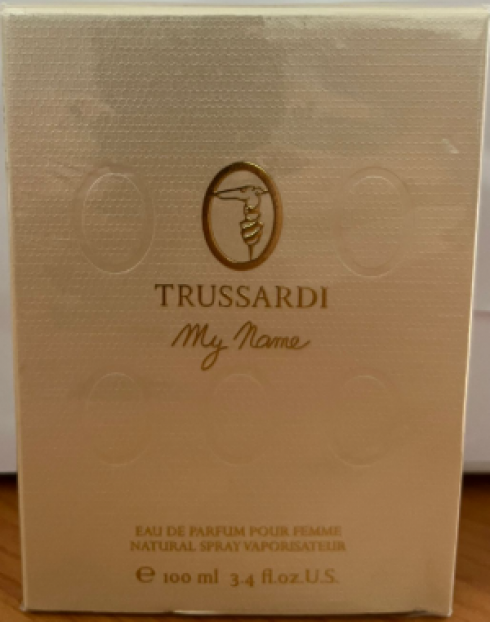 TRUSSARDI
My Name
EAU DE PARFUM POUR FEMME
NATURAL SPRAY VAPORISATEUR
℮ 100 ml 3.4 fl.oz.U.S.